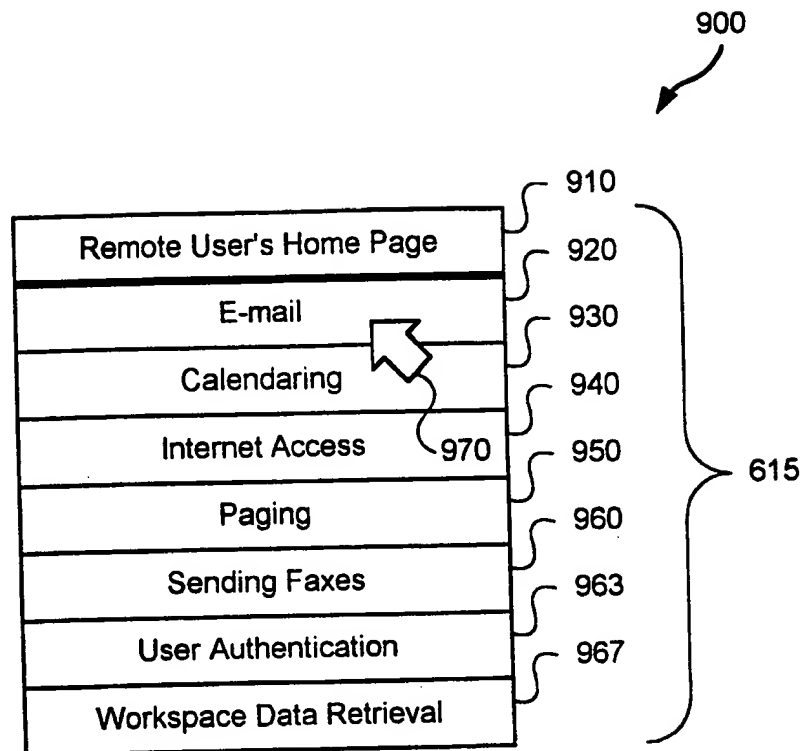 900
910
Remote User's Home Page
920
E-mail
930
Calendaring
940
Internet Access
970
950
Paging
615
960
Sending Faxes
963
User Authentication
967
Workspace Data Retrieval